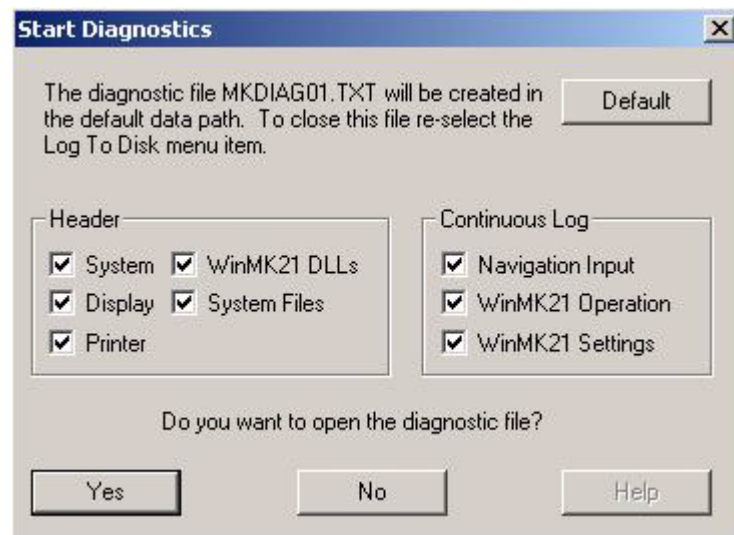 Start Diagnostics
The diagnostic file MKDIAG01.TXT will be created in
the default data path.  To close this file re-select the
Log To Disk menu item.
Default
Header
System
WinMK21 DLLs
Display
System Files
Printer
Continuous Log
Navigation Input
WinMK21 Operation
WinMK21 Settings
Do you want to open the diagnostic file?
Yes
No
Help